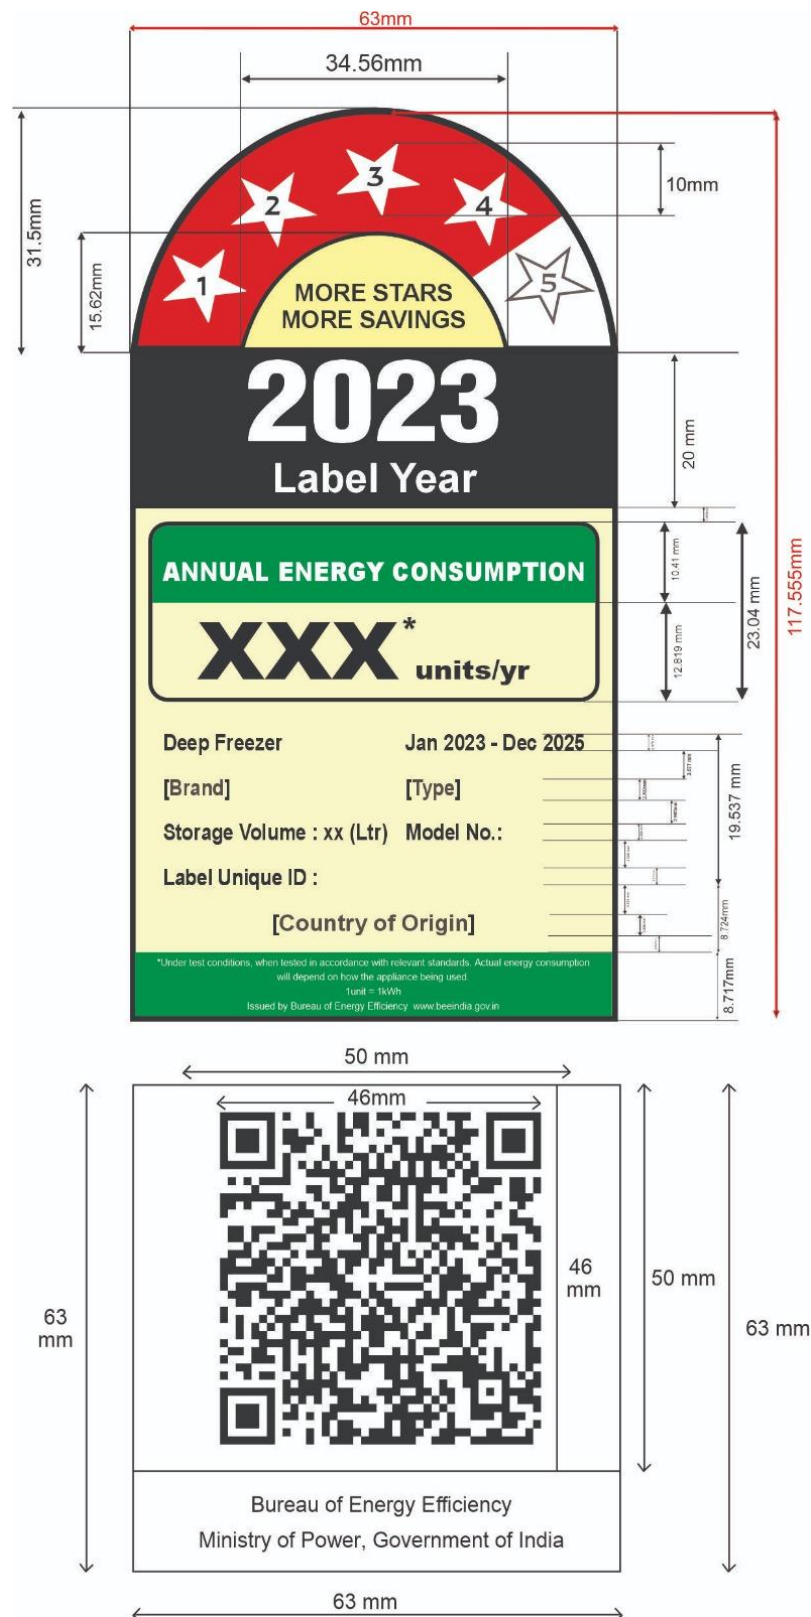 63mm
34.56mm
31.5mm
15.62mm
10mm
1
2
3
4
5
MORE STARS
MORE SAVINGS
2023
Label Year
20 mm
117.555mm
ANNUAL ENERGY CONSUMPTION
10.41 mm
23.04 mm
XXX* units/yr
12.819 mm
Deep Freezer Jan 2023 - Dec 2025
[Brand] [Type]
Storage Volume : xx (Ltr) Model No.:
Label Unique ID :
[Country of Origin]
19.537 mm
8.724mm
8.717mm
*Under test conditions, when tested in accordance with relevant standards. Actual energy consumption
will depend on how the appliance being used.
1unit = 1kWh
Issued by Bureau of Energy Efficiency www.beeindia.gov.in
50 mm
46mm
46
mm
50 mm
63
mm
63 mm
Bureau of Energy Efficiency
Ministry of Power, Government of India
63 mm